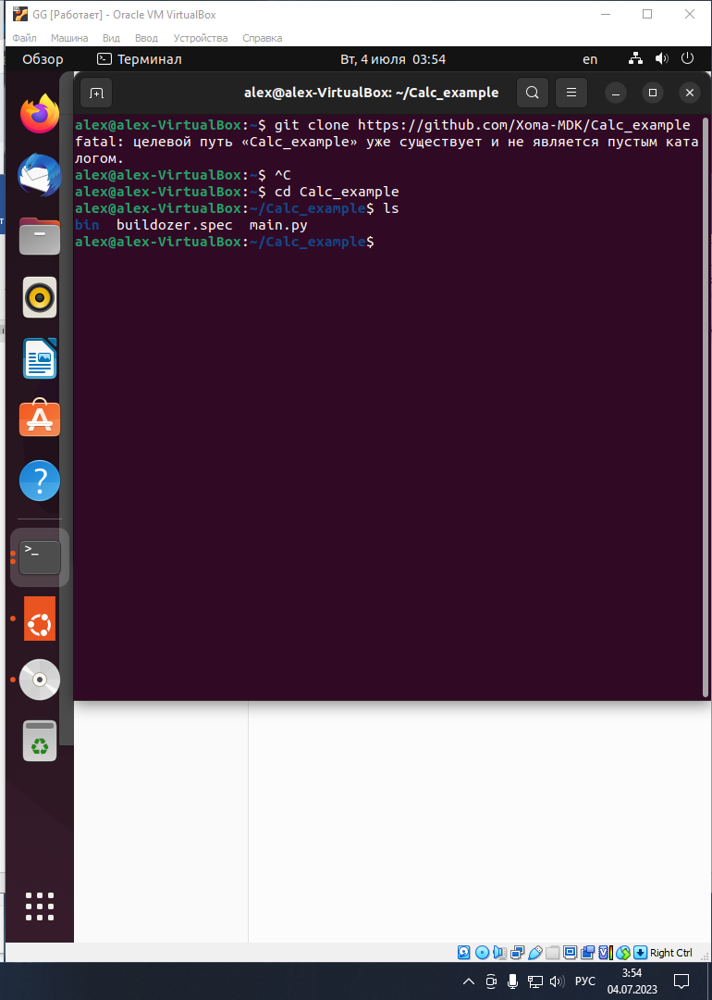 GG [Работает] - Oracle VM VirtualBox
Файл Машина Вид Ввод Устройства Справка
Обзор Терминал Вт, 4 июля 03:54 en
alex@alex-VirtualBox: ~/Calc_example
alex@alex-VirtualBox:~$ git clone https://github.com/Xoma-MDK/Calc_example
fatal: целевой путь «Calc_example» уже существует и не является пустым ката
логом.
alex@alex-VirtualBox:~$ ^C
alex@alex-VirtualBox:~$ cd Calc_example
alex@alex-VirtualBox:~/Calc_example$ ls
bin buildozer.spec main.py
alex@alex-VirtualBox:~/Calc_example$
Right Ctrl
РУС
3:54
04.07.2023